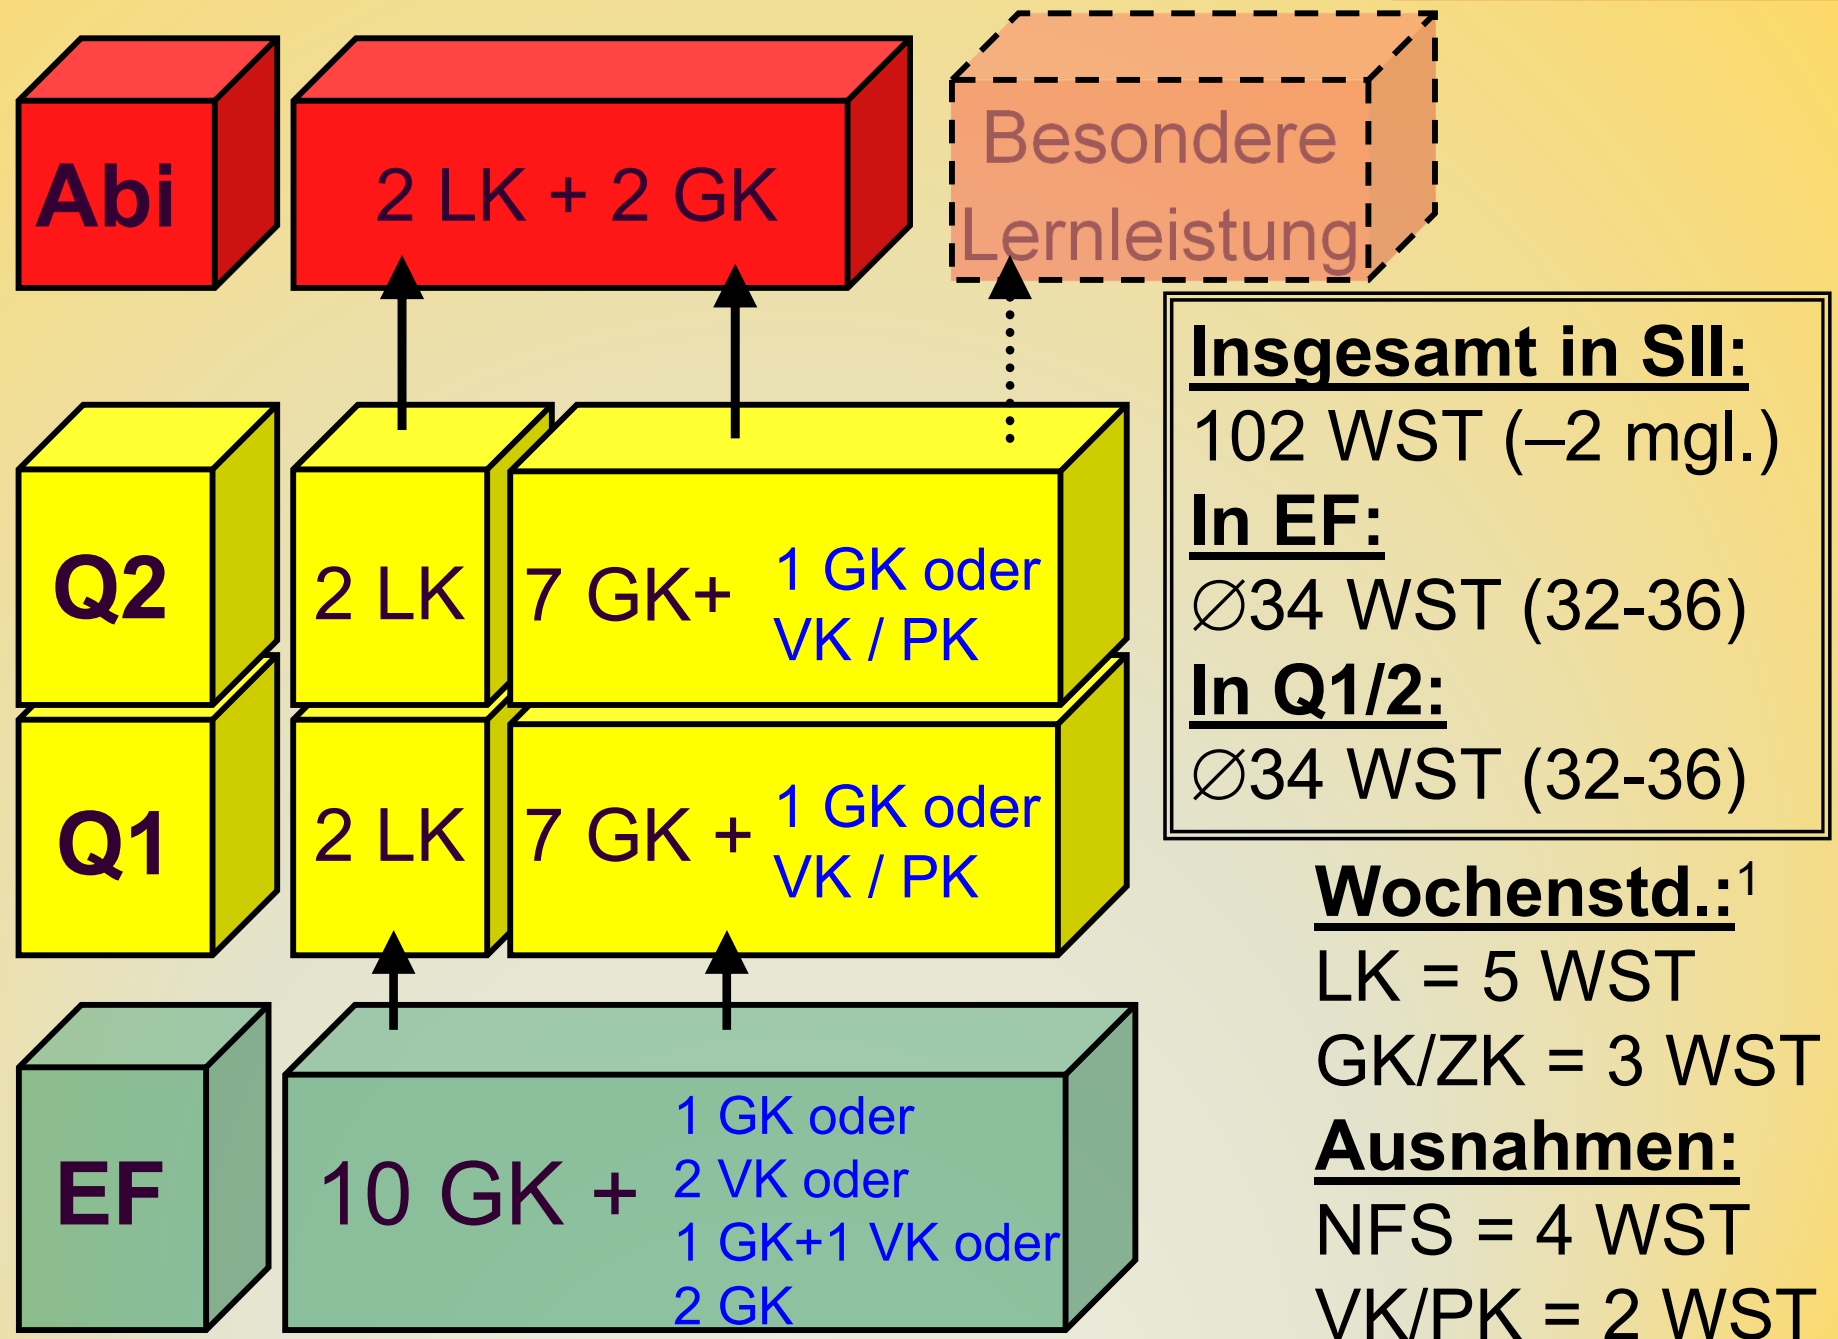 Abi
2 LK + 2 GK
Besondere
Lernleistung
Q2
2 LK
7 GK+
1 GK oder
VK / PK
Q1
2 LK
7 GK +
1 GK oder
VK / PK
EF
10 GK +
1 GK oder
2 VK oder
1 GK+1 VK oder
2 GK
Insgesamt in SII:
102 WST (–2 mgl.)
In EF:
∅34 WST (32-36)
In Q1/2:
∅34 WST (32-36)
Wochenstd.:¹
LK = 5 WST
GK/ZK = 3 WST
Ausnahmen:
NFS = 4 WST
VK/PK = 2 WST